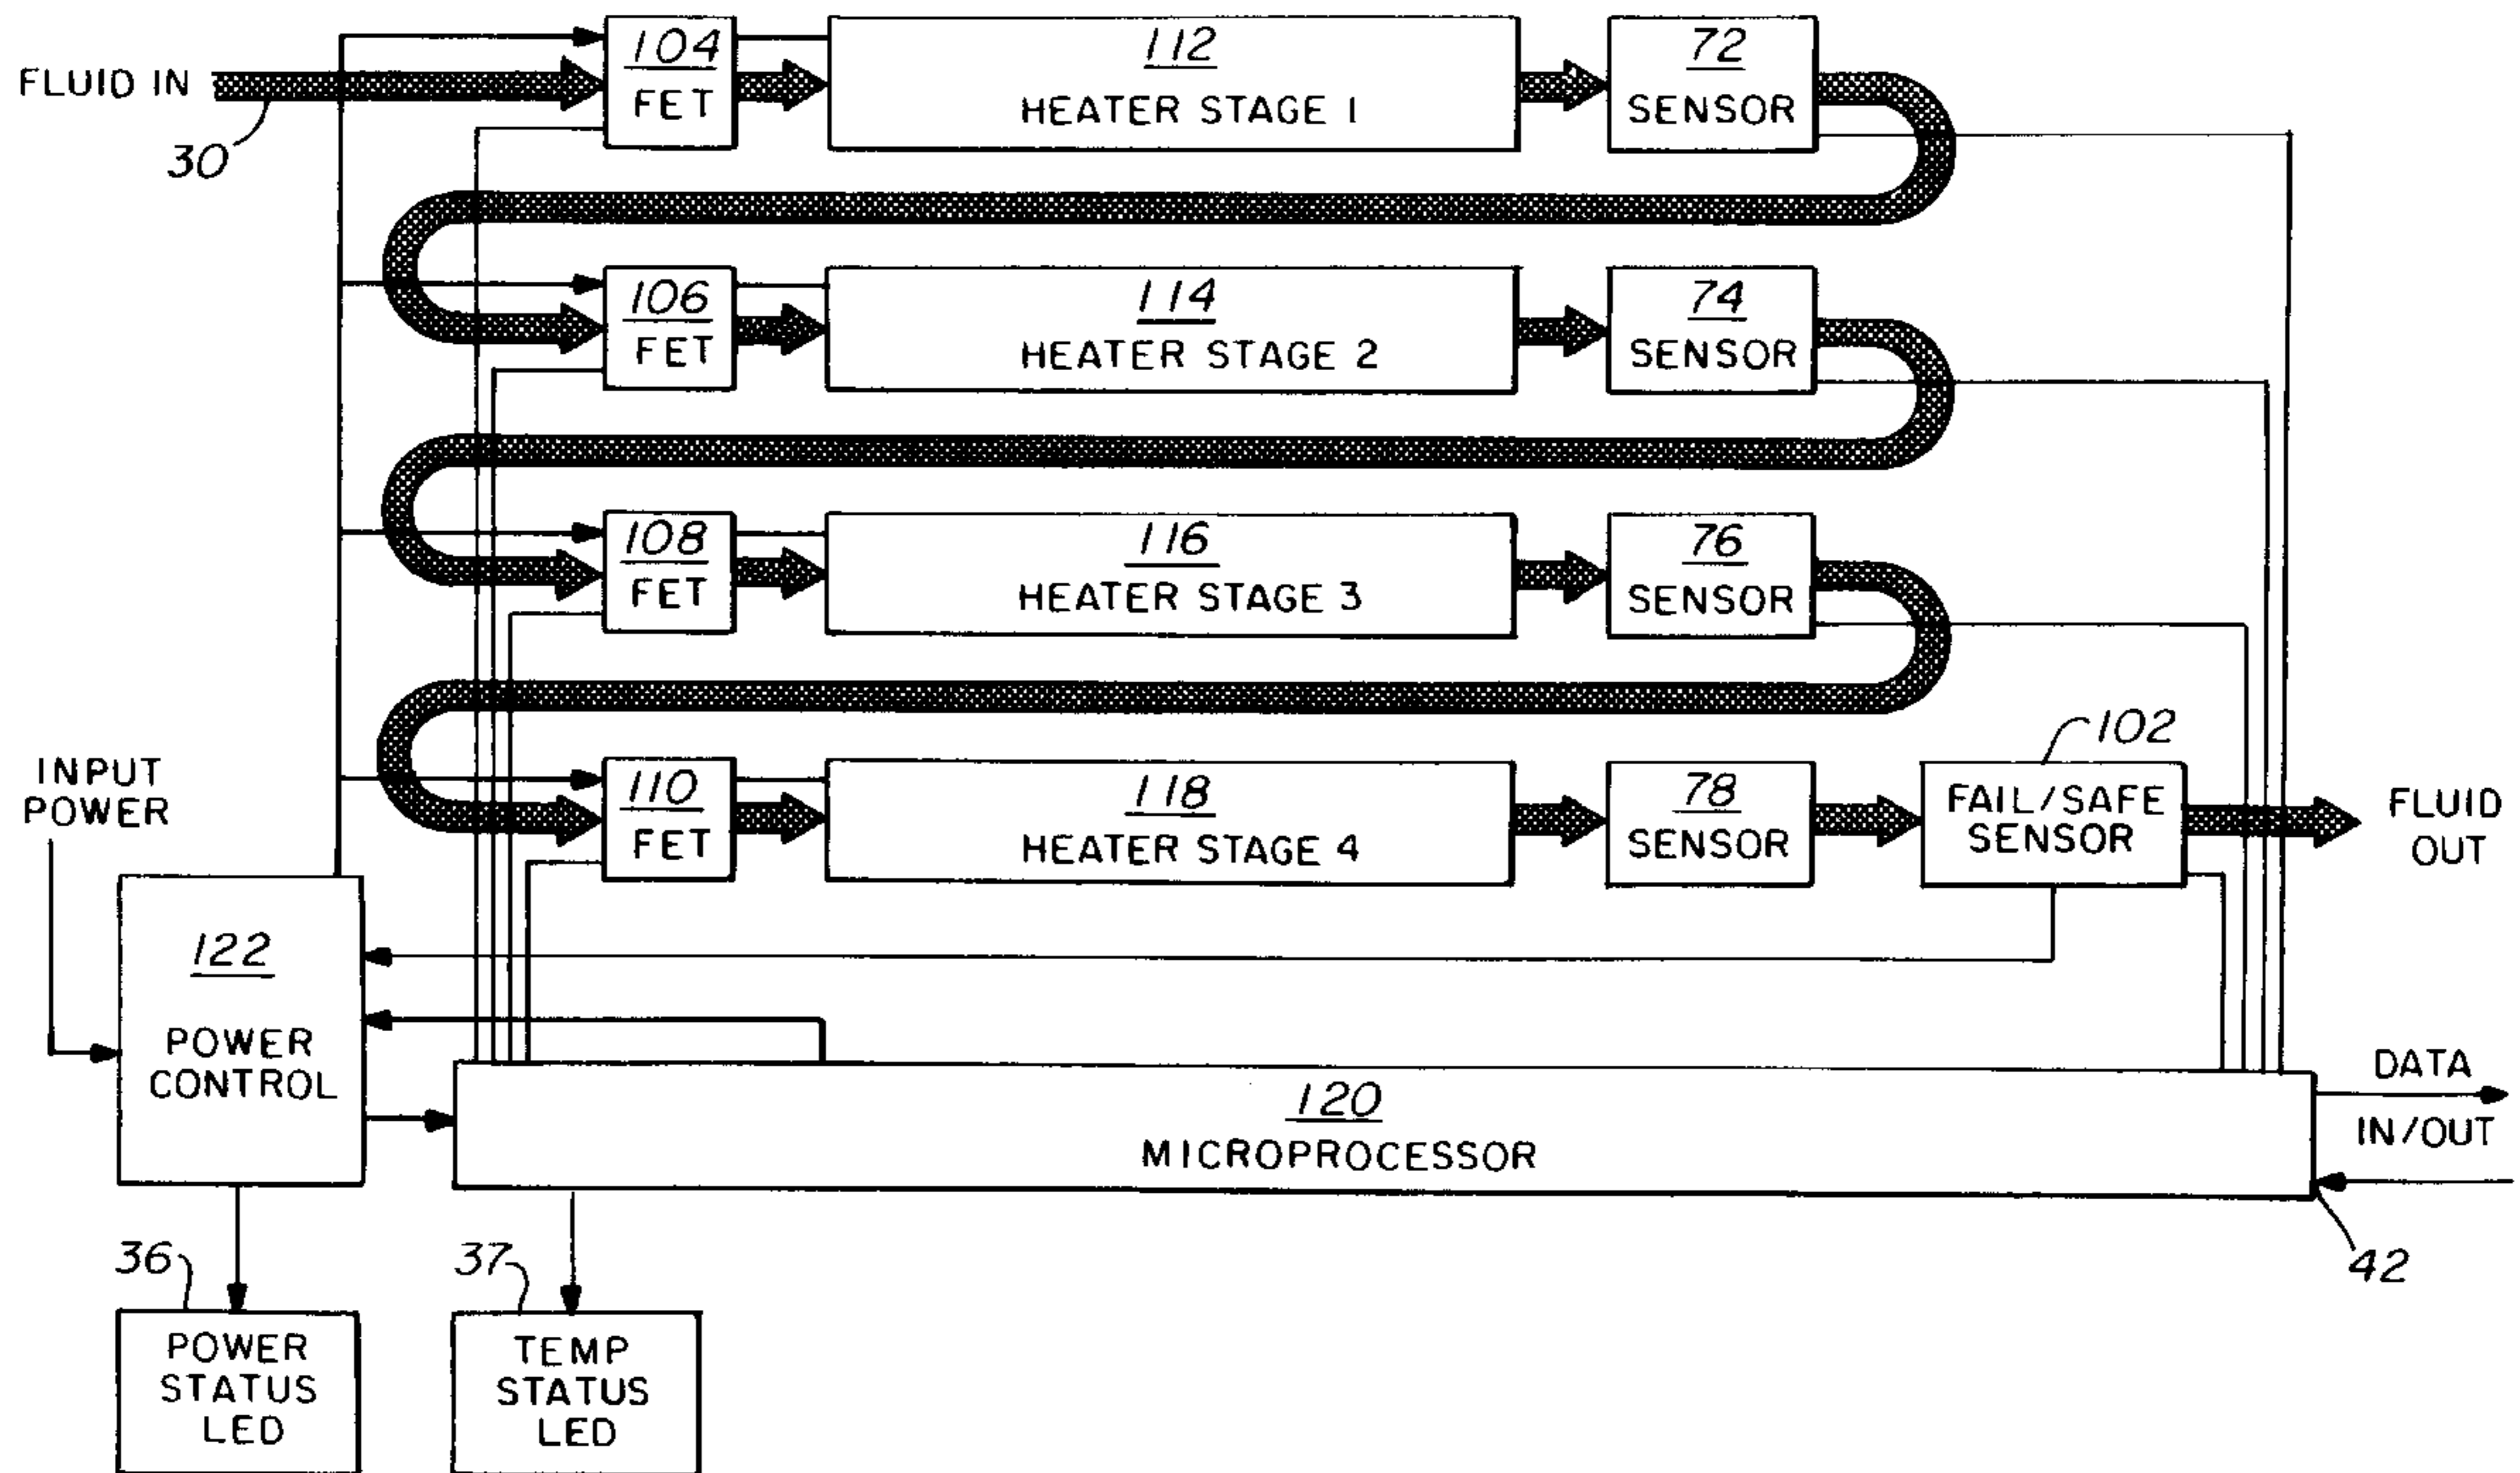 FLUID IN
30
104
FET
112
HEATER STAGE 1
72
SENSOR
106
FET
114
HEATER STAGE 2
74
SENSOR
108
FET
116
HEATER STAGE 3
76
SENSOR
110
FET
118
HEATER STAGE 4
78
SENSOR
102
FAIL/SAFE
SENSOR
FLUID
OUT
INPUT
POWER
122
POWER
CONTROL
120
MICROPROCESSOR
DATA
IN/OUT
42
36
POWER
STATUS
LED
37
TEMP
STATUS
LED